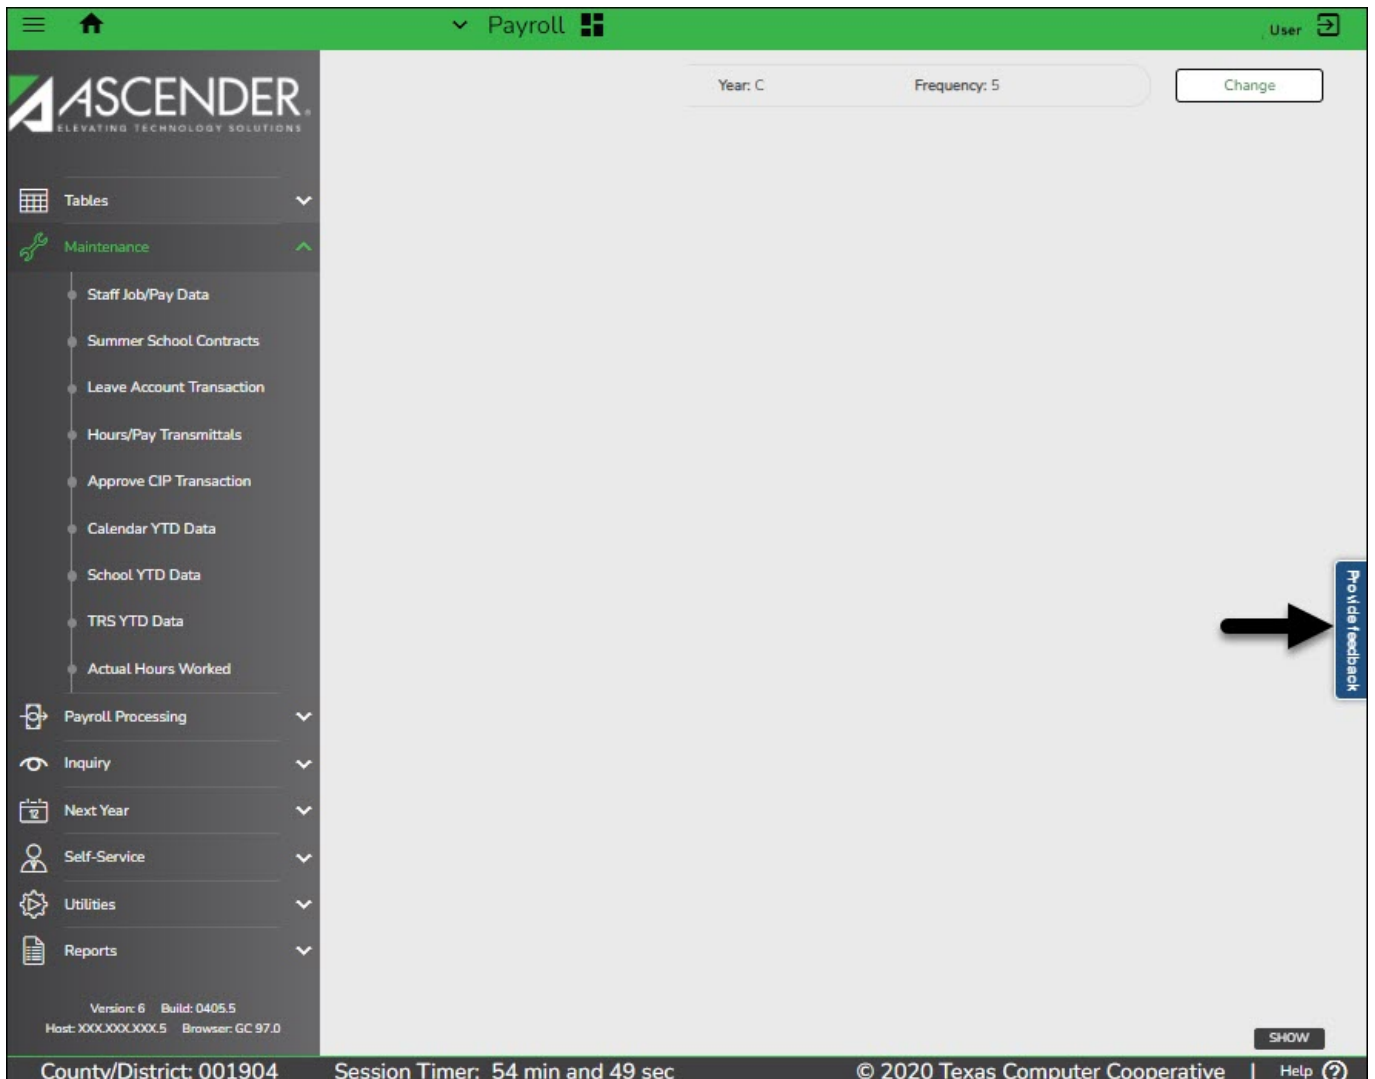 Payroll
User
ASCENDER
ELEVATING TECHNOLOGY SOLUTIONS
Year: C Frequency: 5 Change
Tables
Maintenance
Staff Job/Pay Data
Summer School Contracts
Leave Account Transaction
Hours/Pay Transmittals
Approve CIP Transaction
Calendar YTD Data
School YTD Data
TRS YTD Data
Actual Hours Worked
Payroll Processing
Inquiry
12
Next Year
Self-Service
Utilities
Reports
Provide feedback
Version: 6 Build: 0405.5
Host: XXX.XXX.XXX.5 Browser: GC 97.0
SHOW
County/District: 001904 Session Timer: 54 min and 49 sec © 2020 Texas Computer Cooperative | Help ?